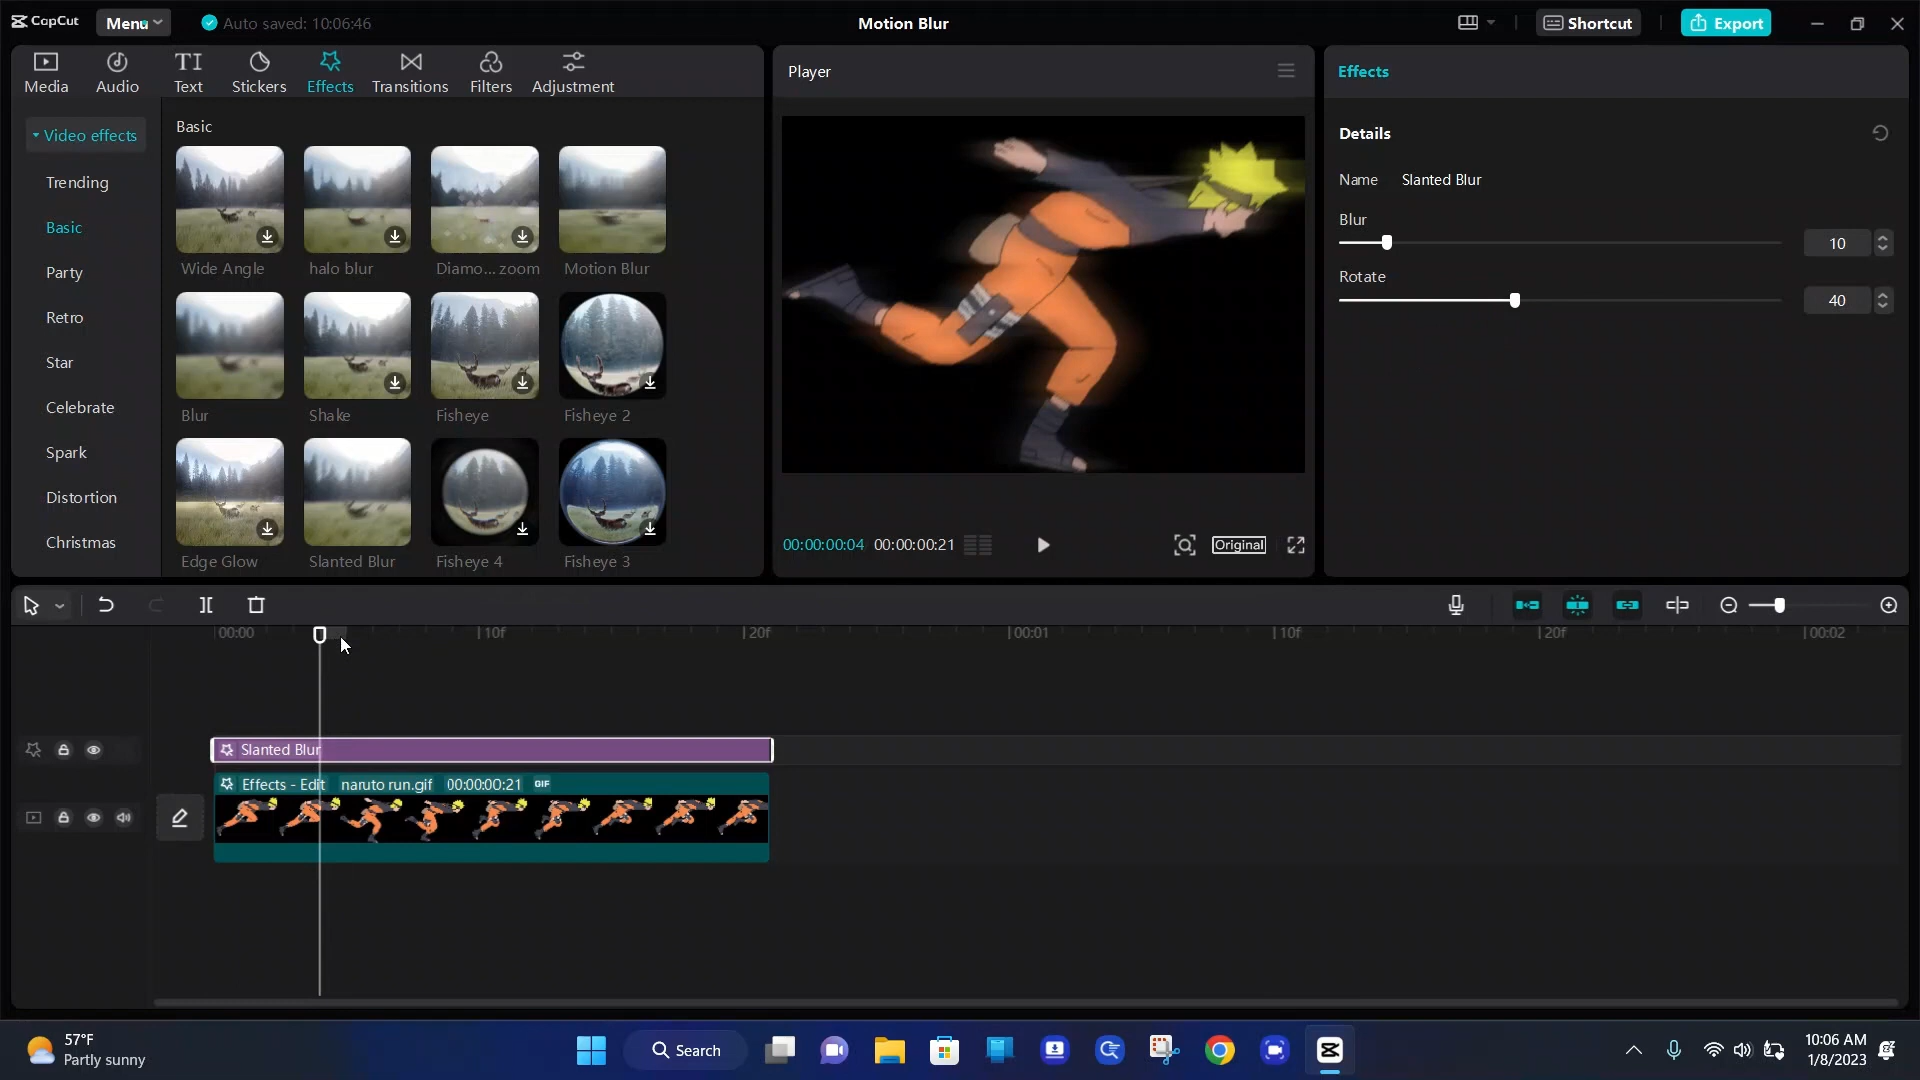 CapCut
Menu
Auto saved: 10:06:46
Motion Blur
Shortcut
Export
Media
Audio
TI
Text
Stickers
Effects
Transitions
Filters
Adjustment
Player
Effects
Video effects
Trending
Basic
Party
Retro
Star
Celebrate
Spark
Distortion
Christmas
Basic
Wide Angle
halo blur
Diamo... zoom
Motion Blur
Blur
Shake
Fisheye
Fisheye 2
Edge Glow
Slanted Blur
Fisheye 4
Fisheye 3
00:00:00:04
00:00:00:21
Original
Details
Name
Slanted Blur
Blur
10
Rotate
40
00:00
10f
20f
00:01
10f
20f
00:02
Slanted Blur
Effects - Edit
naruto run.gif
00:00:00:21
GIF
57°F
Partly sunny
Search
10:06 AM
1/8/2023